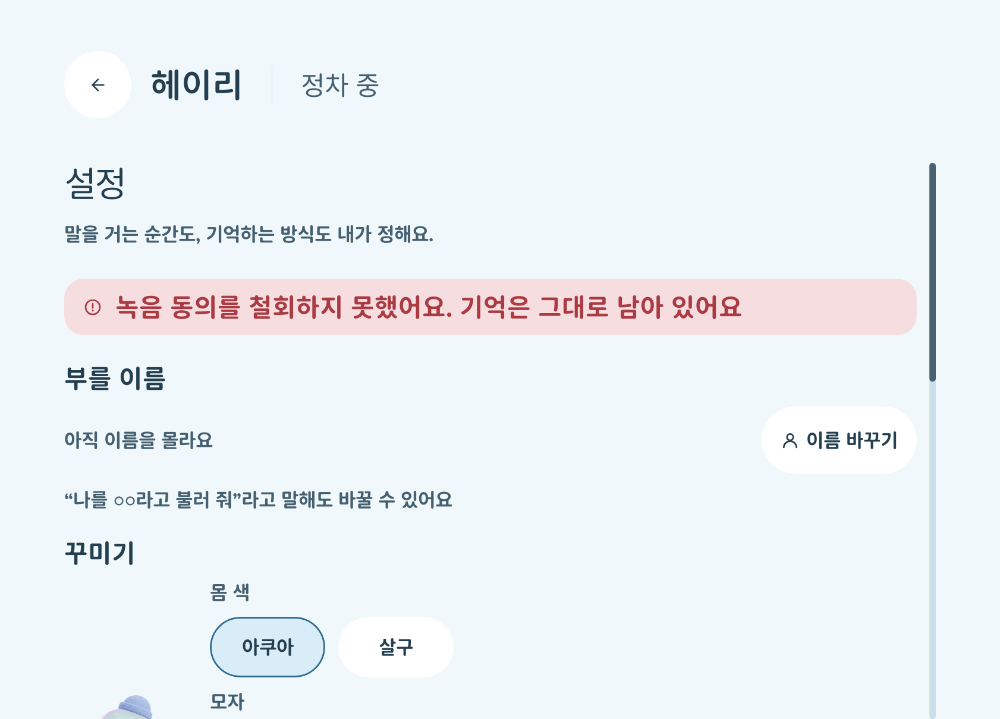 헤이리
정차 중
설정
말을 거는 순간도, 기억하는 방식도 내가 정해요.
녹음 동의를 철회하지 못했어요. 기억은 그대로 남아 있어요
부를 이름
아직 이름을 몰라요
이름 바꾸기
“나를 ○○라고 불러 줘”라고 말해도 바꿀 수 있어요
꾸미기
몸 색
아쿠아
살구
모자